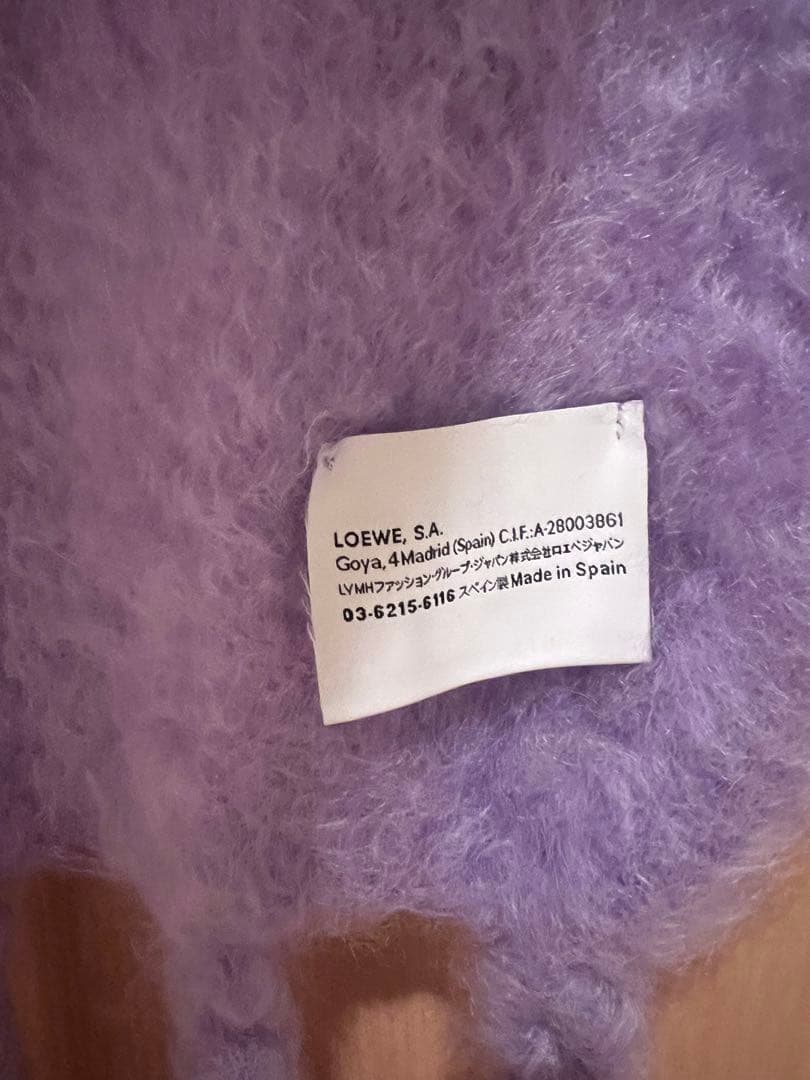 LOEWE, S.A.
Goya, 4 Madrid (Spain) C.I.F.:A-28003861
LVMHファッション・グループ・ジャパン株式会社ロエベジャパン
03-6215-6116 スペイン製 Made in Spain